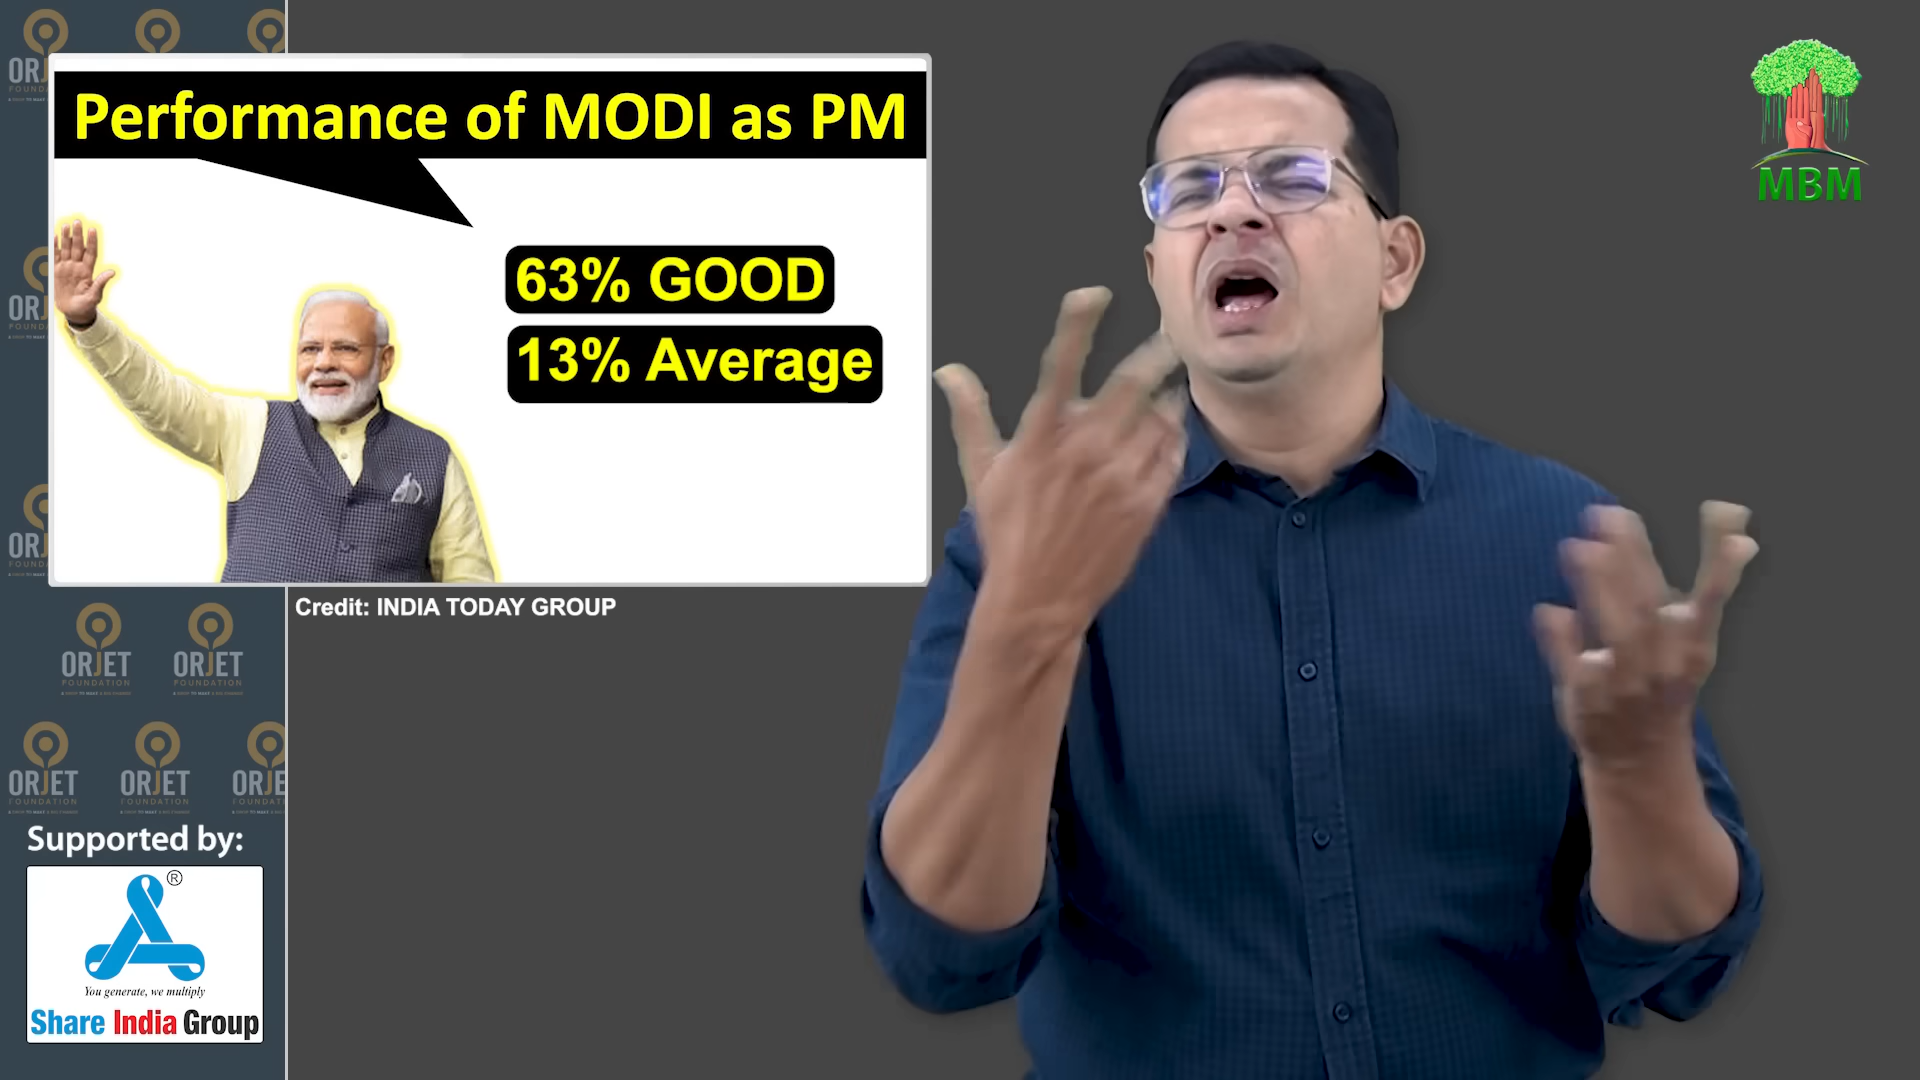 Performance of MODI as PM
63% GOOD
13% Average
Credit: INDIA TODAY GROUP
MBM
ORJET
FOUNDATION
ORJET
FOUNDATION
ORJET
FOUNDATION
ORJET
FOUNDATION
ORJE
Supported by:
®
You generate, we multiply
Share India Group